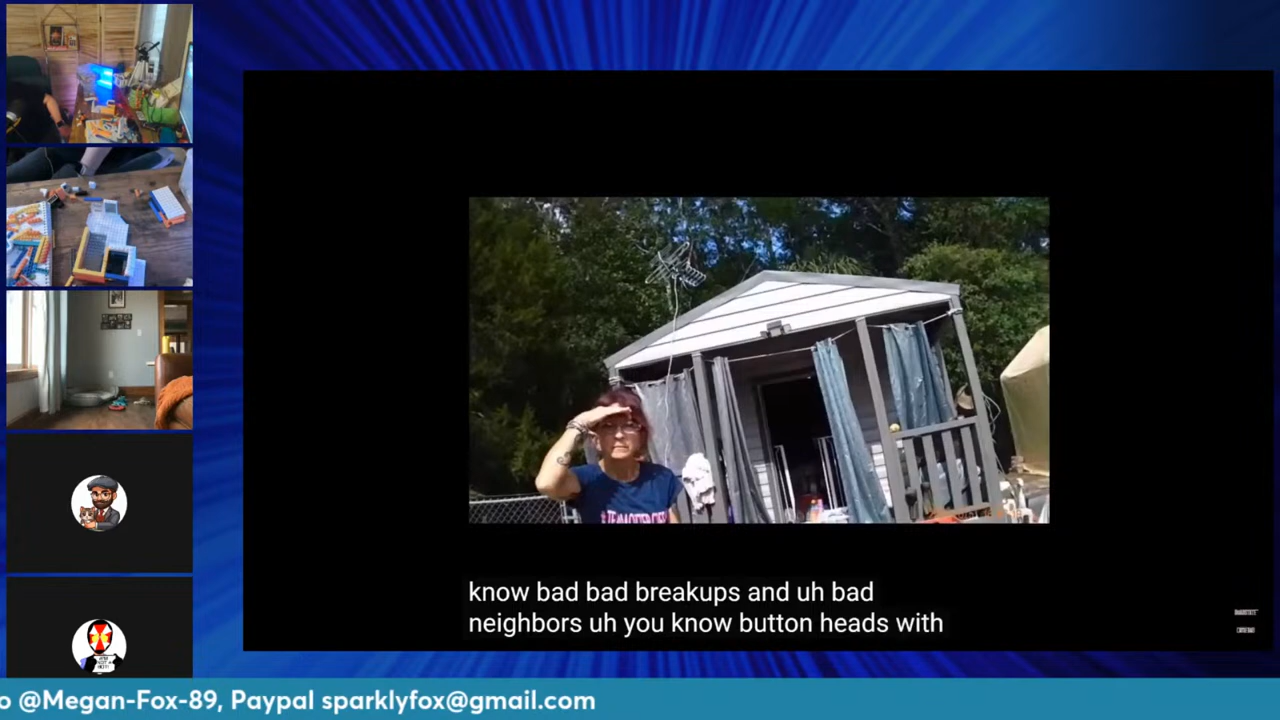 know bad bad breakups and uh bad
neighbors uh you know button heads with
o @Megan-Fox-89, Paypal sparklyfox@gmail.com